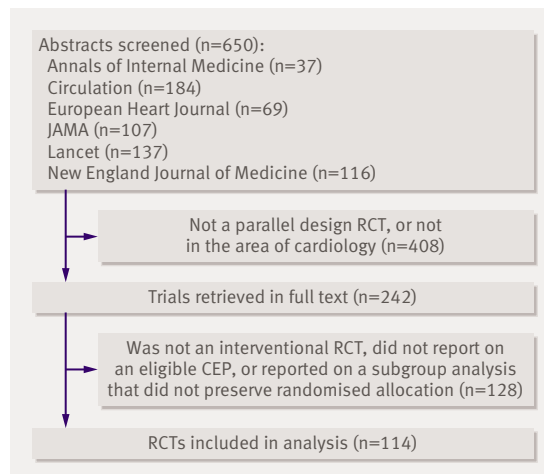 Abstracts screened (n=650):
Annals of Internal Medicine (n=37)
Circulation (n=184)
European Heart Journal (n=69)
JAMA (n=107)
Lancet (n=137)
New England Journal of Medicine (n=116)
Not a parallel design RCT, or not
in the area of cardiology (n=408)
Trials retrieved in full text (n=242)
Was not an interventional RCT, did not report on
an eligible CEP, or reported on a subgroup analysis
that did not preserve randomised allocation (n=128)
RCTs included in analysis (n=114)